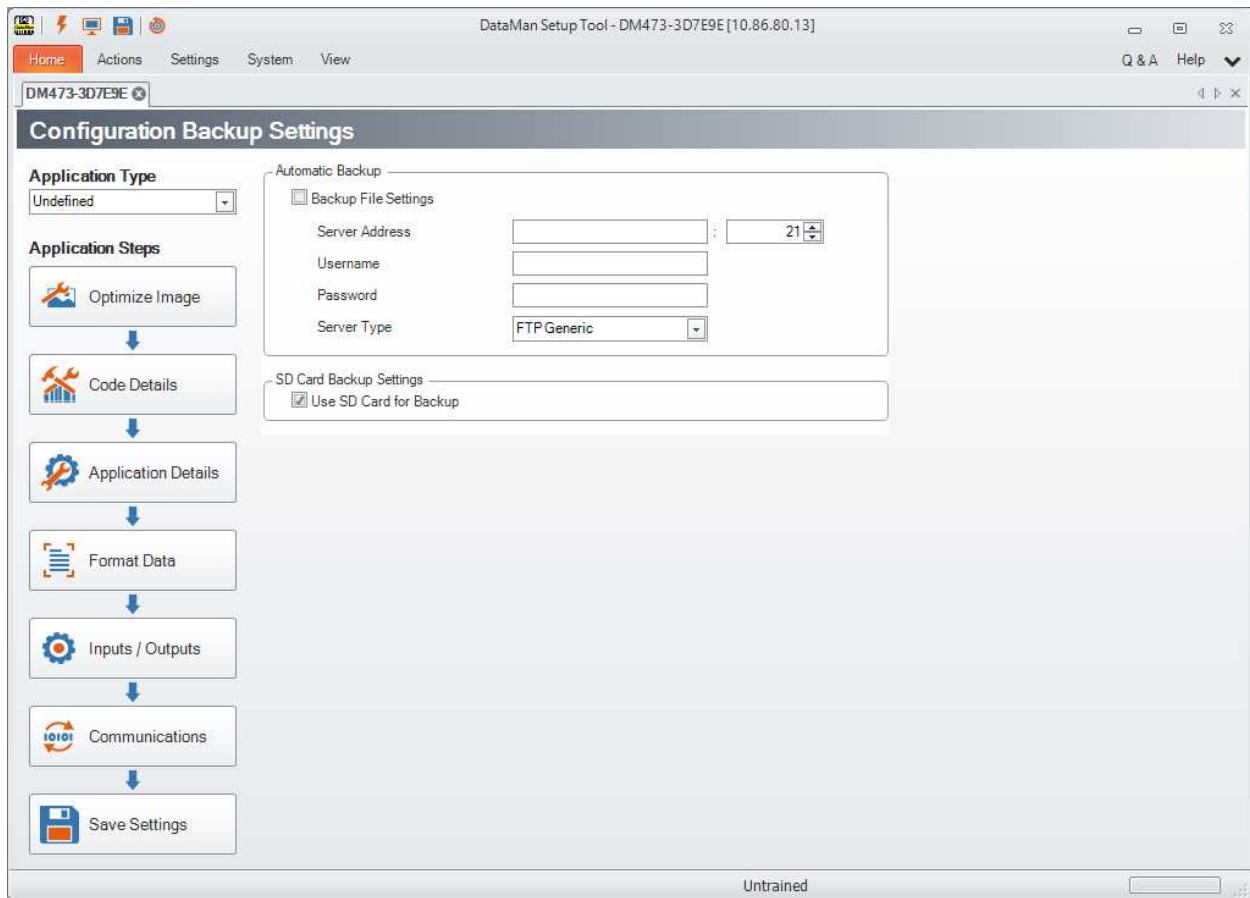 DataMan Setup Tool - DM473-3D7E9E [10.86.80.13]
Home Actions Settings System View Q & A Help
DM473-3D7E9E
Configuration Backup Settings
Application Type
Undefined
Application Steps
Optimize Image
Code Details
Application Details
Format Data
Inputs / Outputs
10101
Communications
Save Settings
Automatic Backup
Backup File Settings
Server Address : 21
Username
Password
Server Type FTP Generic
SD Card Backup Settings
Use SD Card for Backup
Untrained